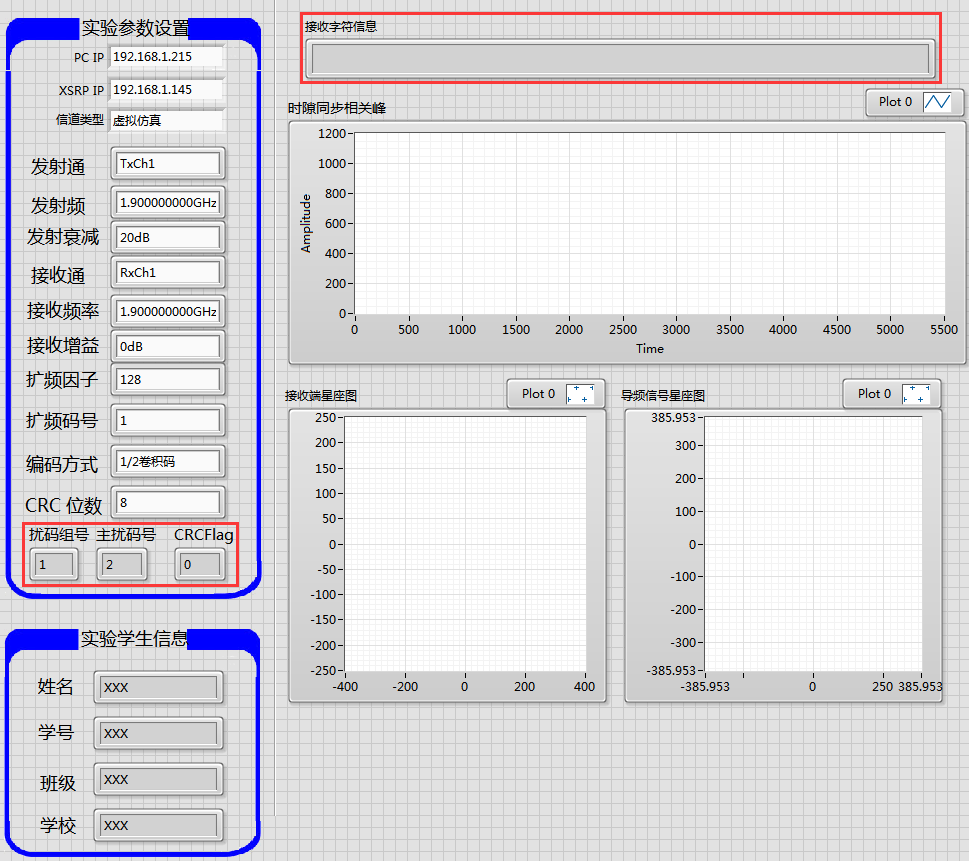 实验参数设置
PC IP 192.168.1.215
XSRP IP 192.168.1.145
信道类型 虚拟仿真
发射通 TxCh1
发射频 1.900000000GHz
发射衰减 20dB
接收通 RxCh1
接收频率 1.900000000GHz
接收增益 0dB
扩频因子 128
扩频码号 1
编码方式 1/2卷积码
CRC 位数 8
扰码组号 主扰码号 CRCFlag
1 2 0
实验学生信息
姓名 XXX
学号 XXX
班级 XXX
学校 XXX
接收字符信息
时隙同步相关峰 Plot 0
Amplitude
1200
1000
800
600
400
200
0
0 500 1000 1500 2000 2500 3000 3500 4000 4500 5000 5500
Time
接收端星座图 Plot 0
250
200
150
100
50
0
-50
-100
-150
-200
-250
-400 -200 0 200 400
导频信号星座图 Plot 0
385.953
300
200
100
0
-100
-200
-300
-385.953
-385.953 0 250 385.953